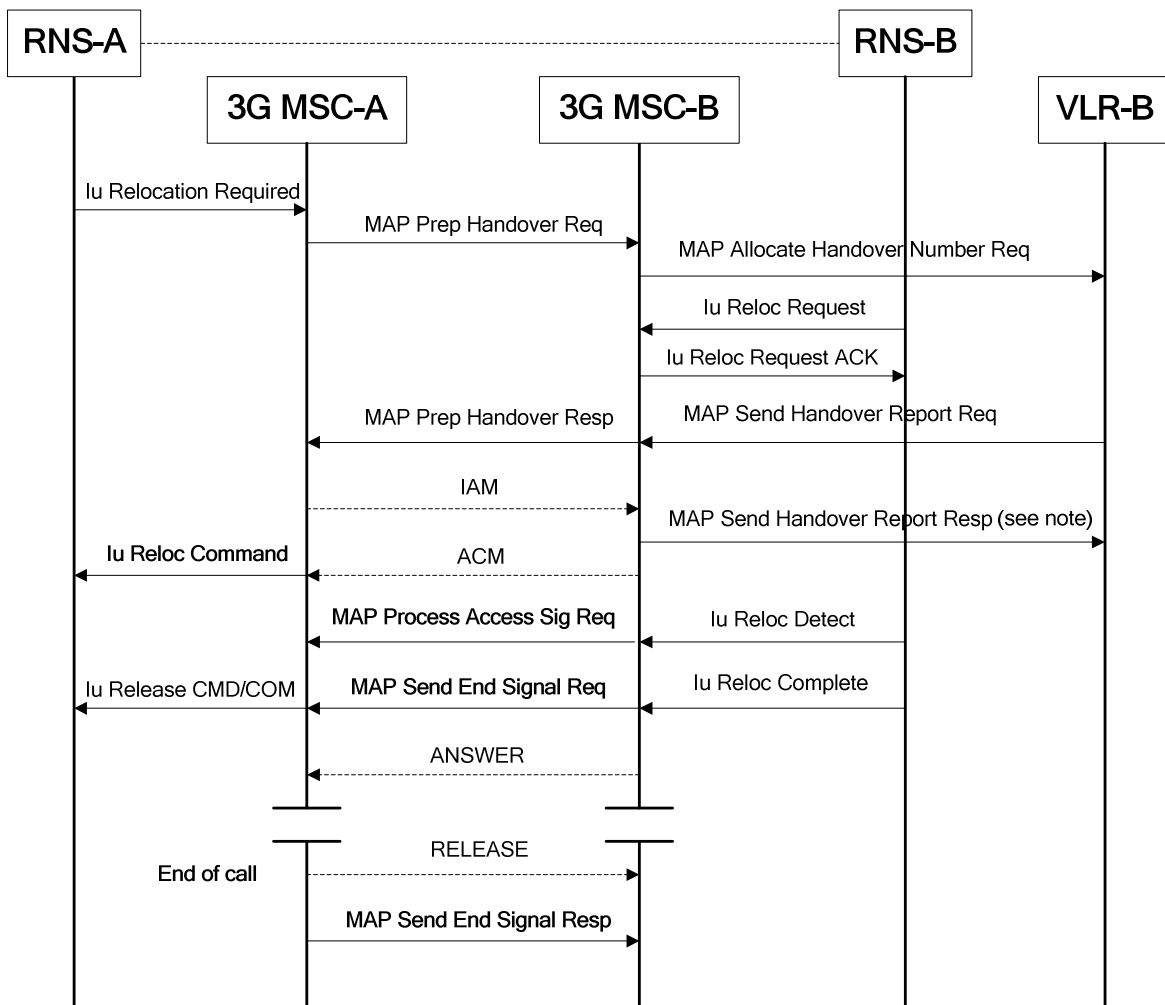 RNS-A
RNS-B
3G MSC-A
3G MSC-B
VLR-B
Iu Relocation Required
MAP Prep Handover Req
MAP Allocate Handover Number Req
Iu Reloc Request
Iu Reloc Request ACK
MAP Prep Handover Resp
MAP Send Handover Report Req
IAM
MAP Send Handover Report Resp (see note)
Iu Reloc Command
ACM
MAP Process Access Sig Req
Iu Reloc Detect
Iu Release CMD/COM
MAP Send End Signal Req
Iu Reloc Complete
ANSWER
RELEASE
End of call
MAP Send End Signal Resp